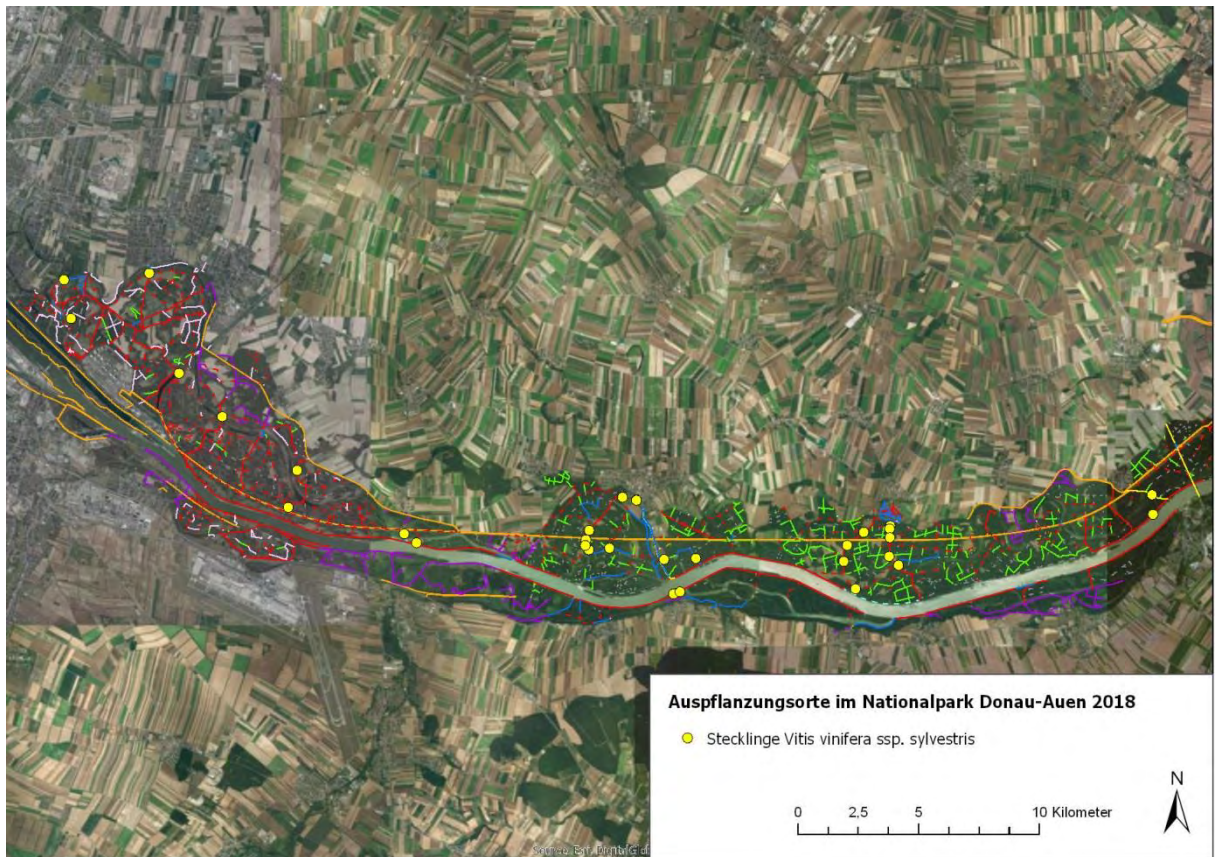 Auspflanzungsorte im Nationalpark Donau-Auen 2018
Stecklinge Vitis vinifera ssp. sylvestris
N
0 2,5 5 10 Kilometer